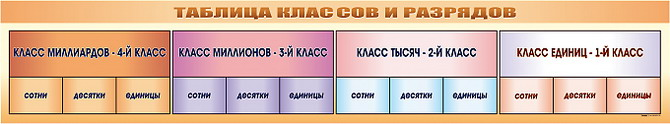 ТАБЛИЦА КЛАССОВ И РАЗРЯДОВ
КЛАСС МИЛЛИАРДОВ - 4-Й КЛАСС
КЛАСС МИЛЛИОНОВ - 3-Й КЛАСС
КЛАСС ТЫСЯЧ - 2-Й КЛАСС
КЛАСС ЕДИНИЦ - 1-Й КЛАСС
СОТНИ ДЕСЯТКИ ЕДИНИЦЫ СОТНИ ДЕСЯТКИ ЕДИНИЦЫ СОТНИ ДЕСЯТКИ ЕДИНИЦЫ СОТНИ ДЕСЯТКИ ЕДИНИЦЫ